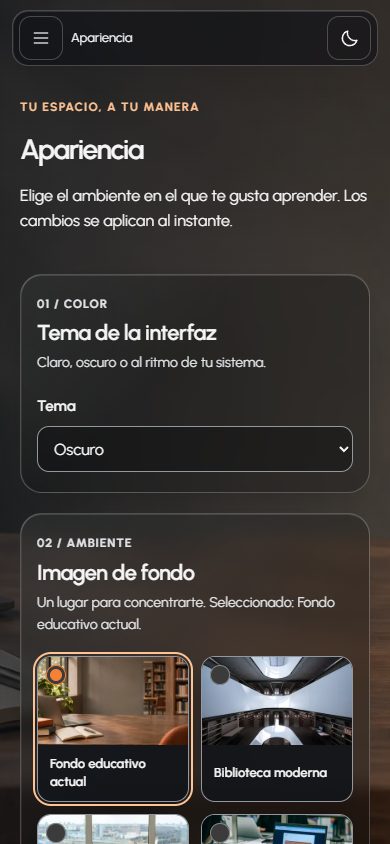 Apariencia
TU ESPACIO, A TU MANERA
Apariencia
Elige el ambiente en el que te gusta aprender. Los
cambios se aplican al instante.
01 / COLOR
Tema de la interfaz
Claro, oscuro o al ritmo de tu sistema.
Tema
Oscuro
02 / AMBIENTE
Imagen de fondo
Un lugar para concentrarte. Seleccionado: Fondo
educativo actual.
Fondo educativo
actual
Biblioteca moderna